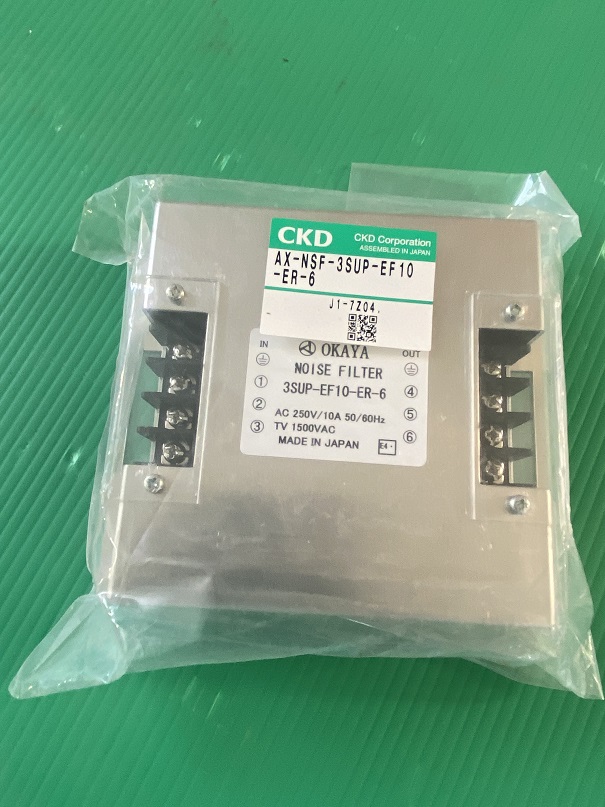 CKD CKD Corporation
ASSEMBLED IN JAPAN
AX-NSF-3SUP-EF10
-ER-6
J1-7Z04.
IN OKAYA OUT
NOISE FILTER
① 3SUP-EF10-ER-6 ④
② AC 250V/10A 50/60Hz ⑤
③ TV 1500VAC ⑥
MADE IN JAPAN E4-